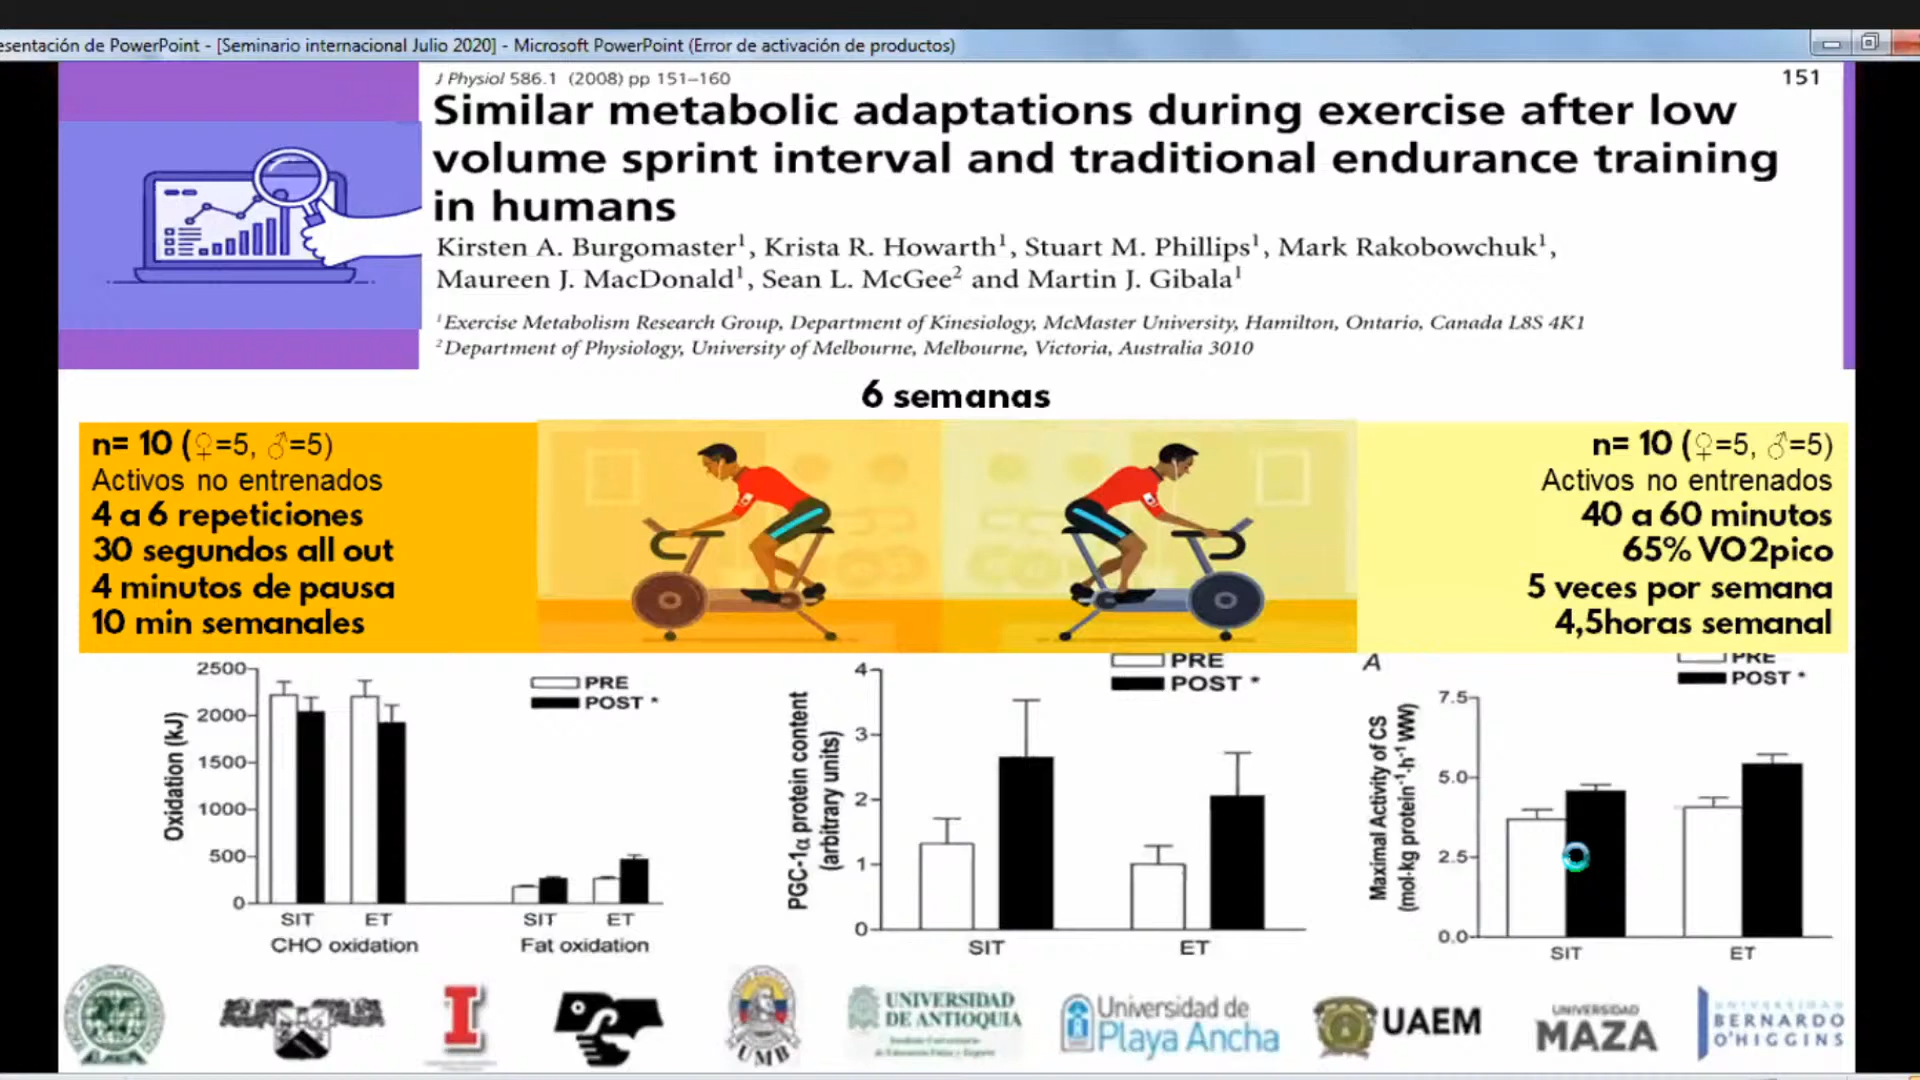 esentación de PowerPoint - [Seminario internacional Julio 2020] - Microsoft PowerPoint (Error de activación de productos)
J Physiol 586.1 (2008) pp 151–160
151
Similar metabolic adaptations during exercise after low
volume sprint interval and traditional endurance training
in humans
Kirsten A. Burgomaster¹, Krista R. Howarth¹, Stuart M. Phillips¹, Mark Rakobowchuk¹,
Maureen J. MacDonald¹, Sean L. McGee² and Martin J. Gibala¹
¹Exercise Metabolism Research Group, Department of Kinesiology, McMaster University, Hamilton, Ontario, Canada L8S 4K1
²Department of Physiology, University of Melbourne, Melbourne, Victoria, Australia 3010
6 semanas
n= 10 (♀=5, ♂=5)
Activos no entrenados
4 a 6 repeticiones
30 segundos all out
4 minutos de pausa
10 min semanales
n= 10 (♀=5, ♂=5)
Activos no entrenados
40 a 60 minutos
65% VO2pico
5 veces por semana
4,5horas semanal
Oxidation (kJ)
2500
2000
1500
1000
500
0
PRE
POST *
SIT
ET
SIT
ET
CHO oxidation
Fat oxidation
PGC-1α protein content
(arbitrary units)
4
3
2
1
0
PRE
POST *
SIT
ET
A
Maximal Activity of CS
(mol·kg protein⁻¹·h⁻¹ WW)
7.5
5.0
2.5
0.0
PRE
POST *
SIT
ET
UMB
UNIVERSIDAD
DE ANTIOQUIA
Universidad de
Playa Ancha
UAEM
UNIVERSIDAD
MAZA
UNIVERSIDAD
BERNARDO
O'HIGGINS